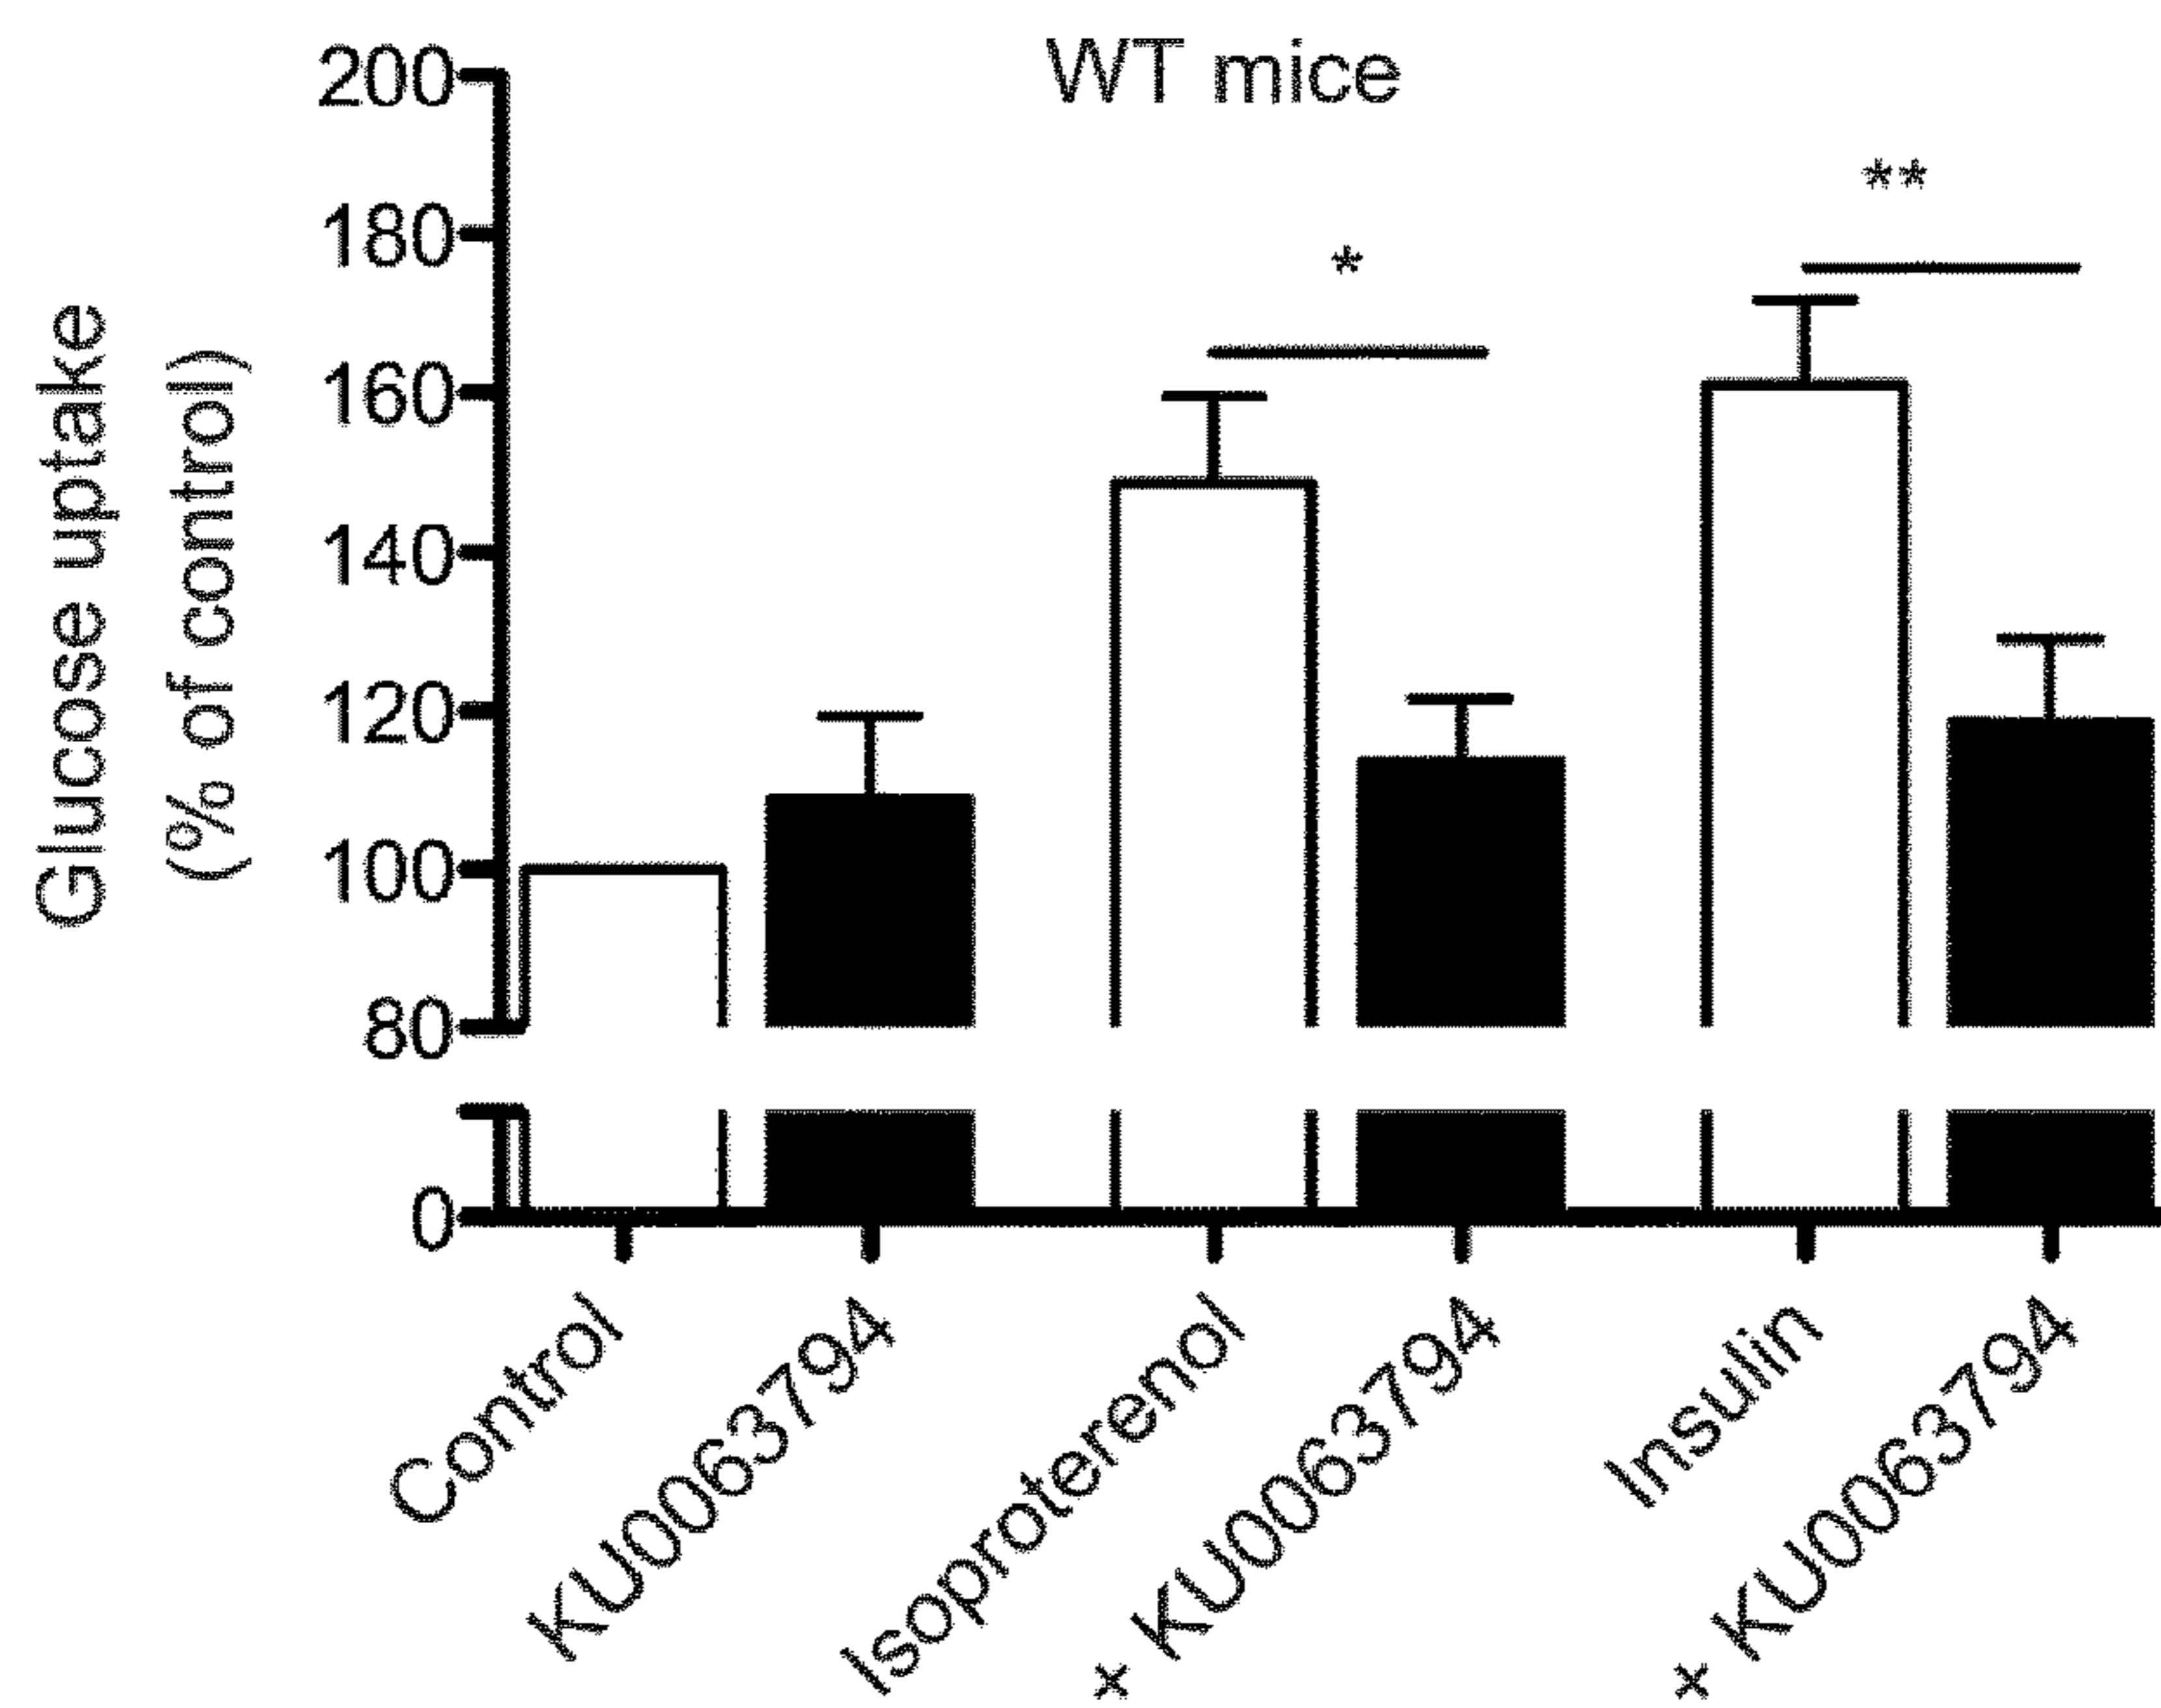 WT mice
Glucose uptake
(% of control)
200
180
160
140
120
100
80
0
*
**
Control
KU0063794
Isoproterenol
+ KU0063794
Insulin
+ KU0063794